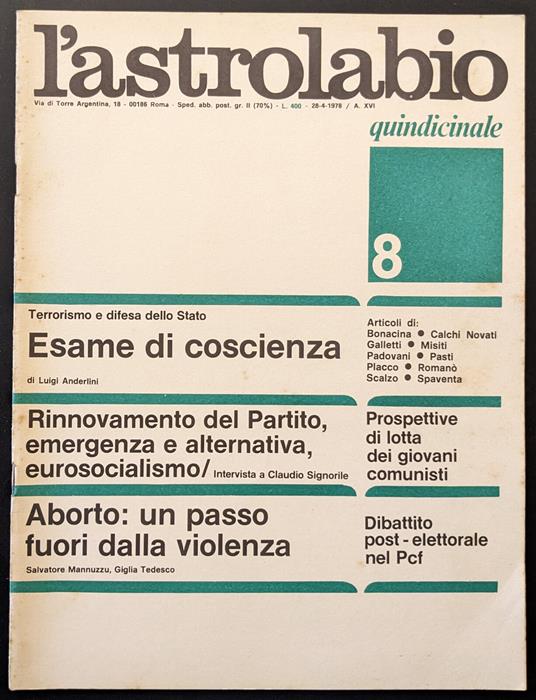 l'astrolabio
Via di Torre Argentina, 18 - 00186 Roma - Sped. abb. post. gr. II (70%) - L. 400 - 28-4-1978 / A. XVI
quindicinale
8
Terrorismo e difesa dello Stato
Esame di coscienza
di Luigi Anderlini
Articoli di:
Bonacina ● Calchi Novati
Galletti ● Misiti
Padovani ● Pasti
Placco ● Romanò
Scalzo ● Spaventa
Rinnovamento del Partito,
emergenza e alternativa,
eurosocialismo/ Intervista a Claudio Signorile
Prospettive
di lotta
dei giovani
comunisti
Aborto: un passo
fuori dalla violenza
Salvatore Mannuzzu, Giglia Tedesco
Dibattito
post-elettorale
nel Pcf